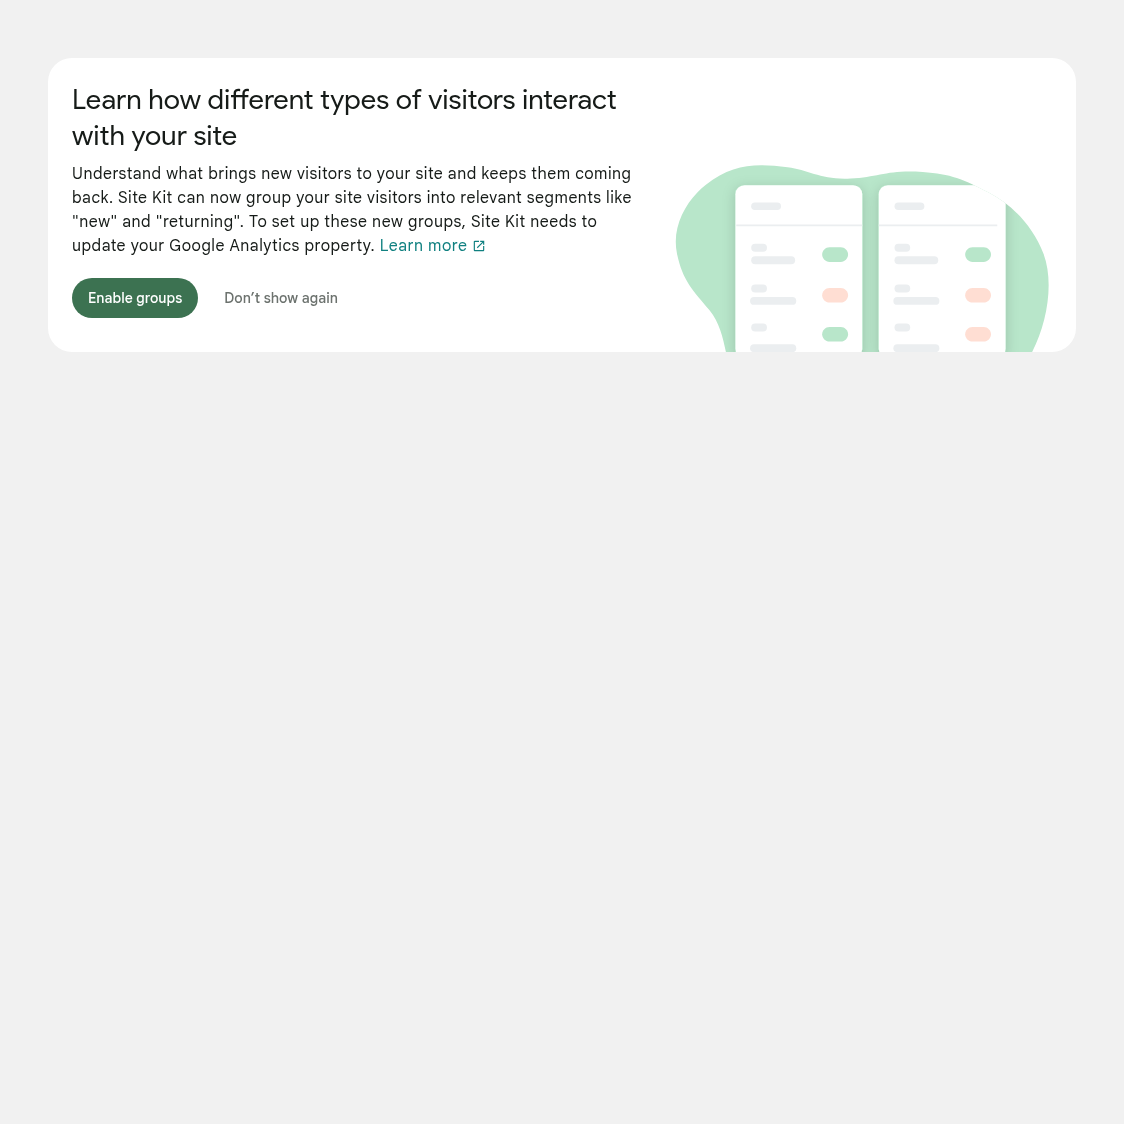 Learn how different types of visitors interact
with your site
Understand what brings new visitors to your site and keeps them coming
back. Site Kit can now group your site visitors into relevant segments like
"new" and "returning". To set up these new groups, Site Kit needs to
update your Google Analytics property. Learn more
Enable groups
Don’t show again